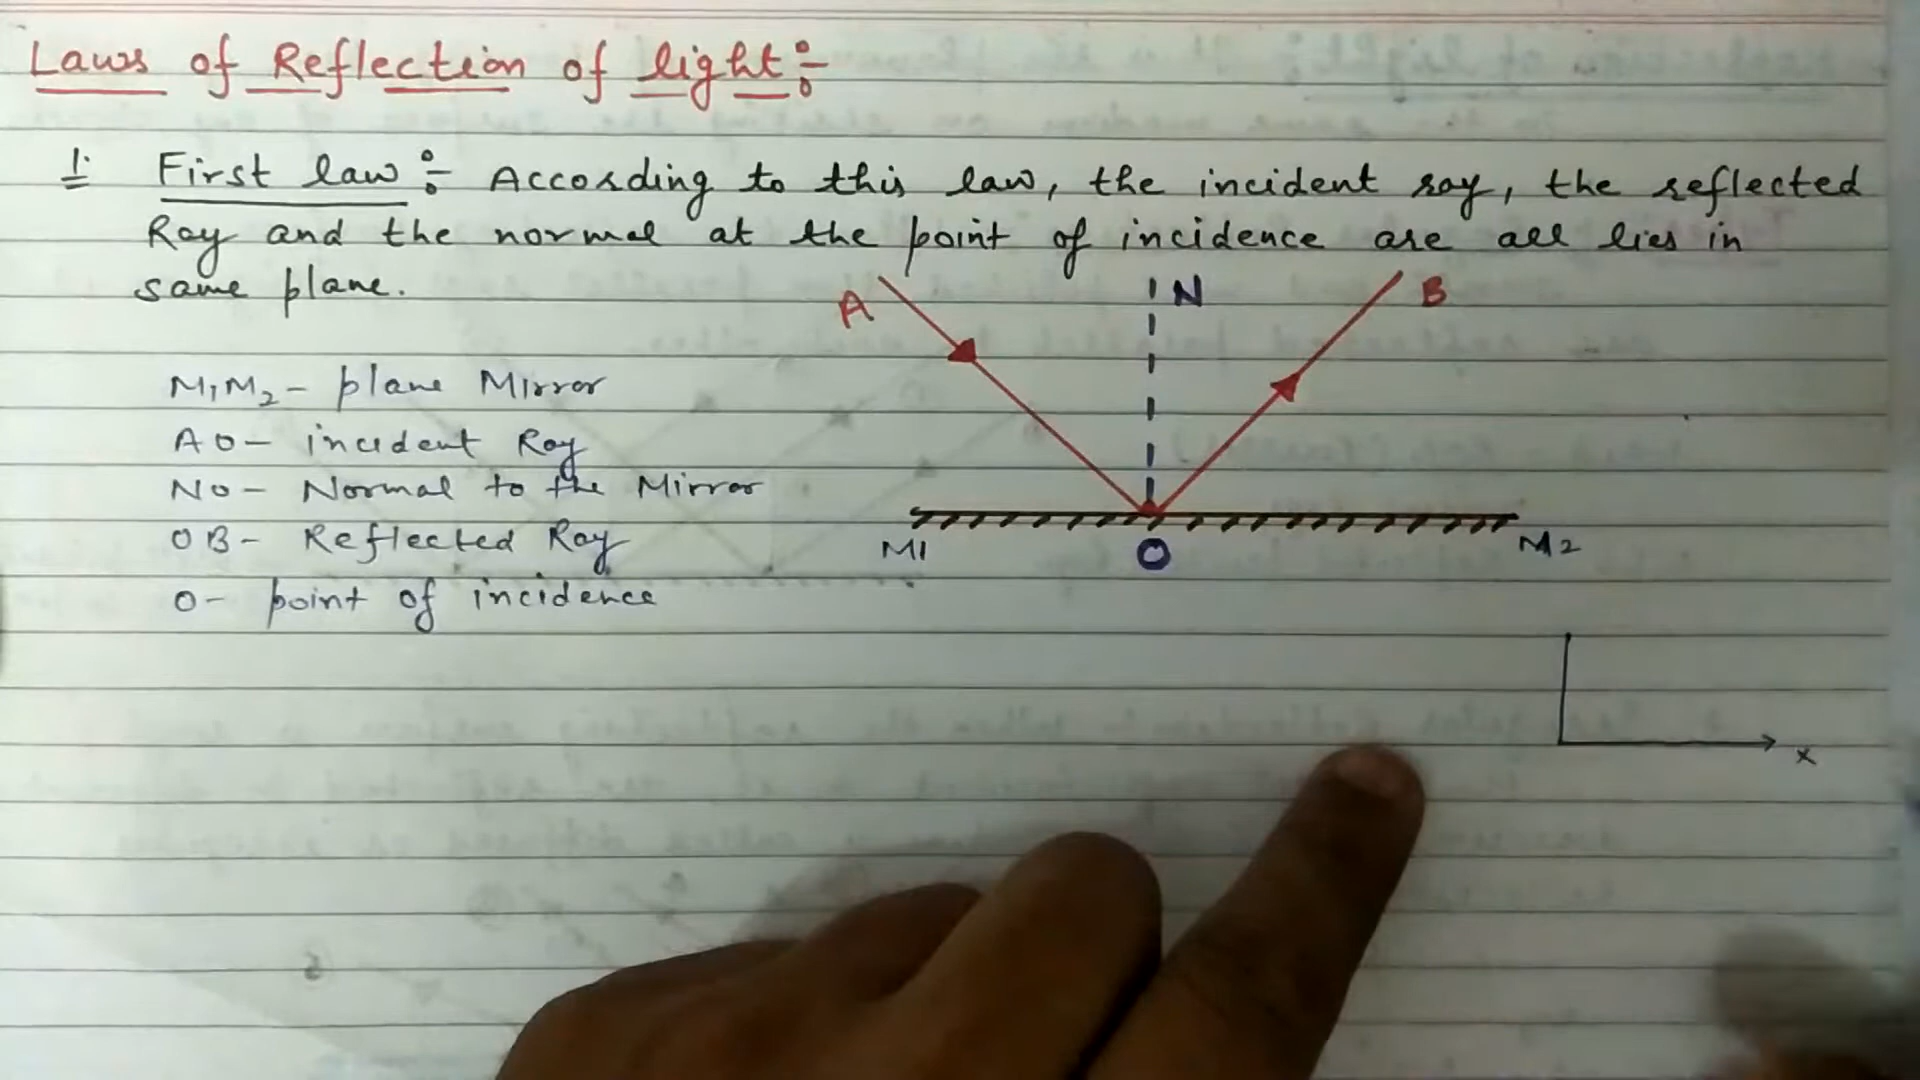 Laws of Reflection of light:-
1. First law:- According to this law, the incident ray, the reflected
Ray and the normal at the point of incidence are all lies in
same plane.
A
N
B
M1M2 - plane Mirror
AO - incident Ray
NO - Normal to the Mirror
OB - Reflected Ray
O - point of incidence
M1
O
M2
x